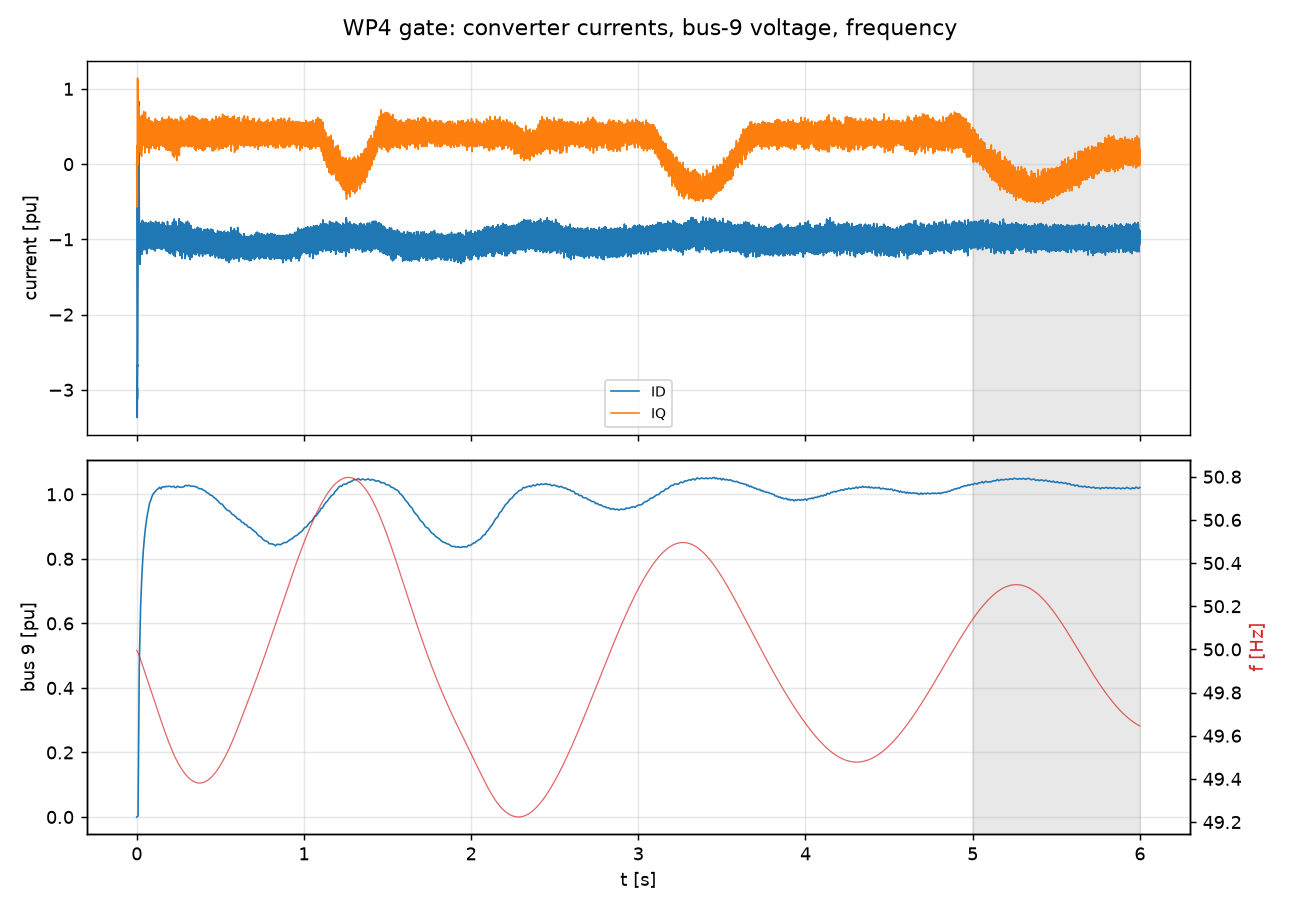 WP4 gate: converter currents, bus-9 voltage, frequency
current [pu]
1
0
−1
−2
−3
ID
IQ
bus 9 [pu]
1.0
0.8
0.6
0.4
0.2
0.0
50.8
50.6
50.4
50.2
50.0
49.8
49.6
49.4
49.2
f [Hz]
0 1 2 3 4 5 6
t [s]